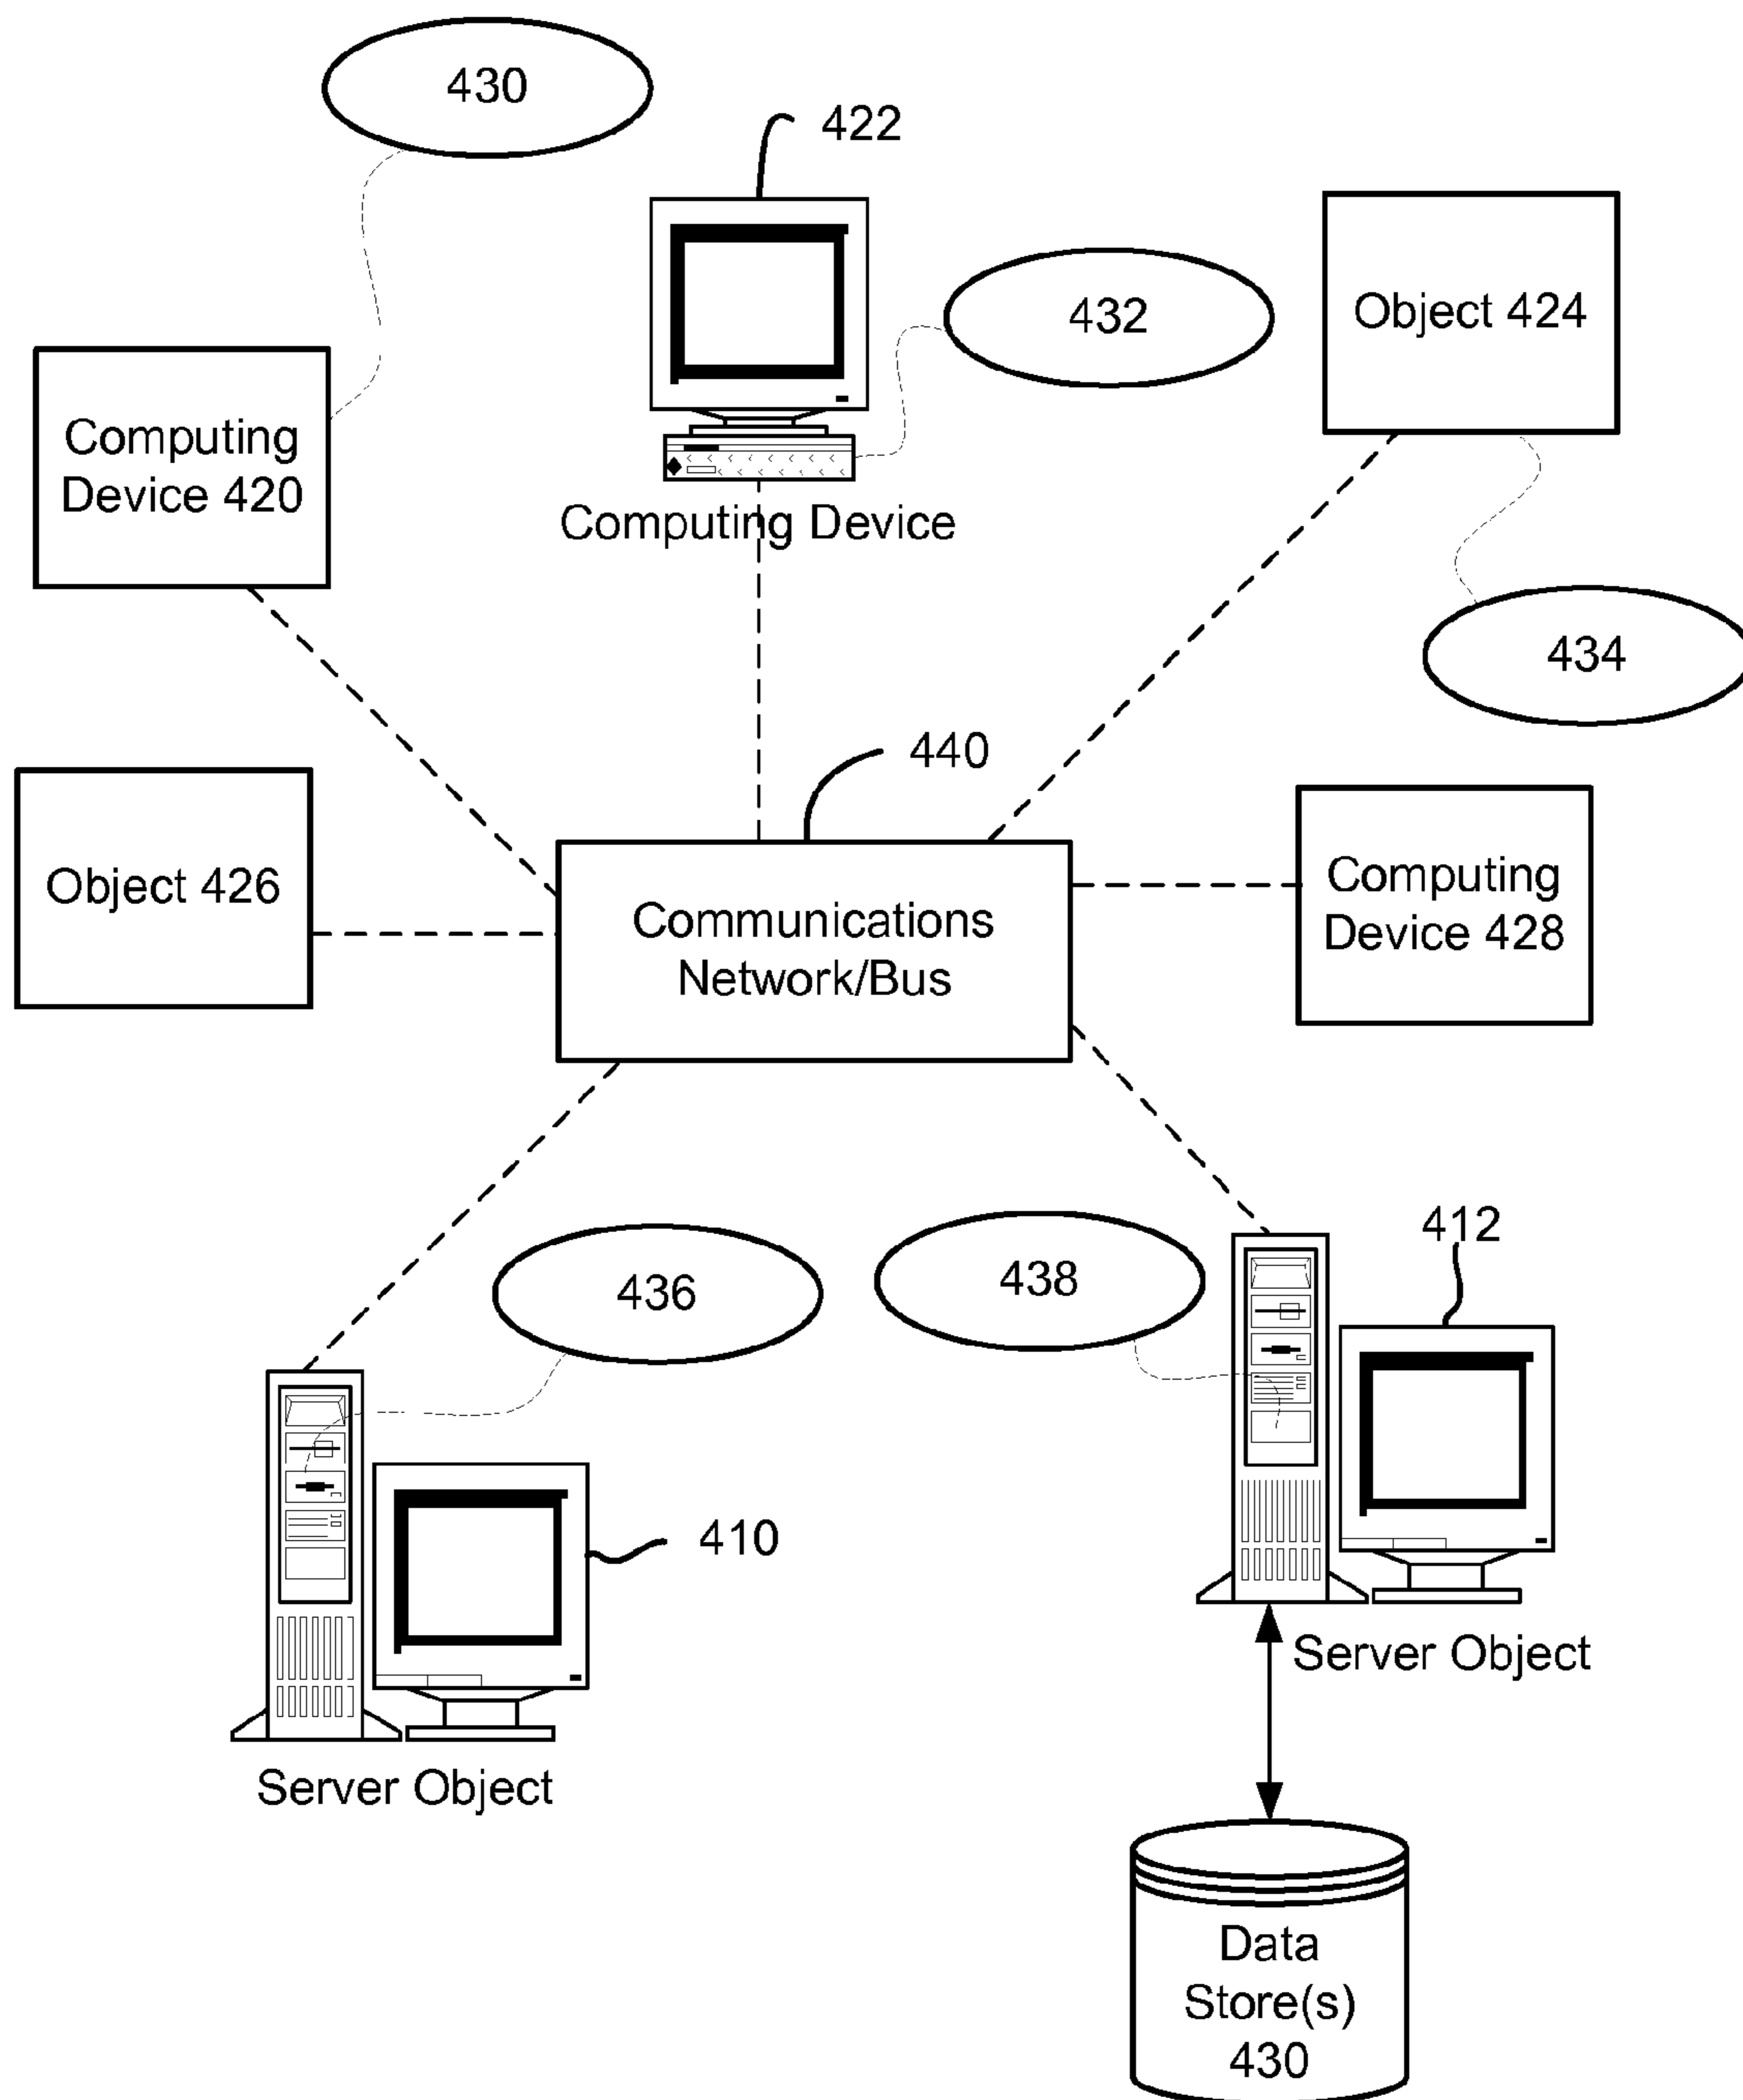 430
422
432
Object 424
Computing
Device 420
Computing Device
434
440
Object 426
Communications
Network/Bus
Computing
Device 428
436
438
412
410
Server Object
Server Object
Data
Store(s)
430